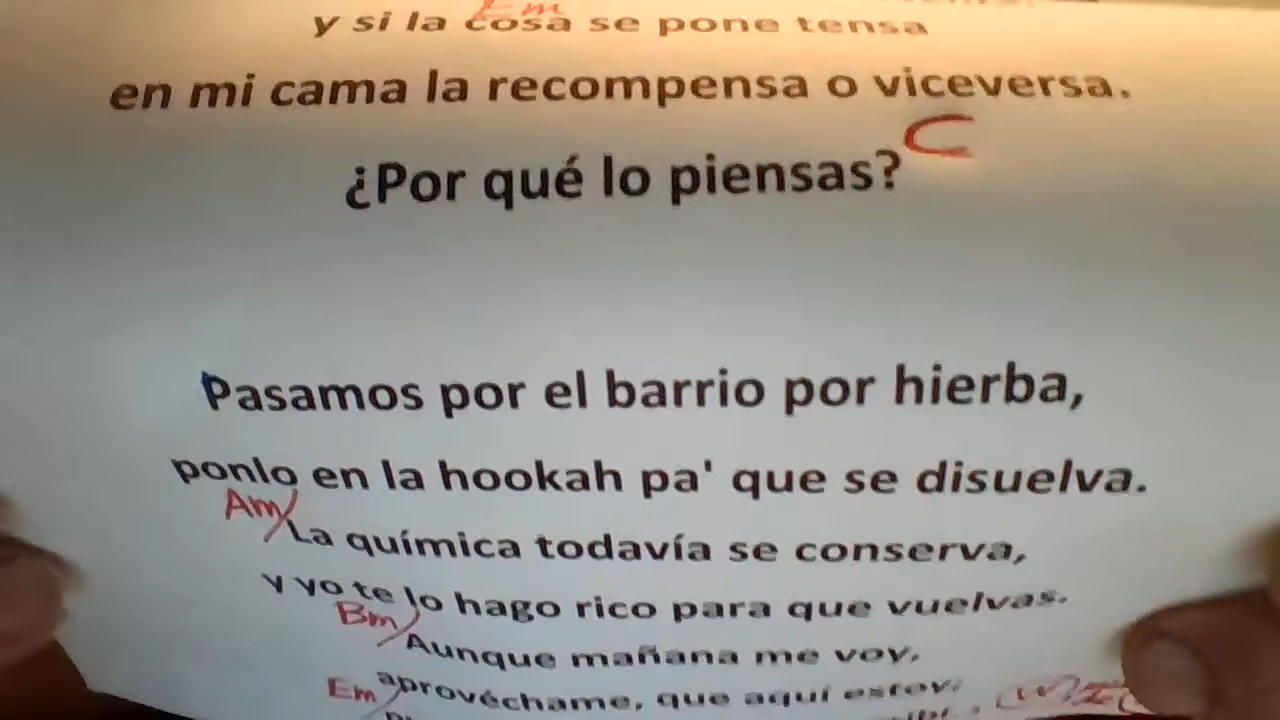 Em
y si la cosa se pone tensa
en mi cama la recompensa o viceversa.
C
¿Por qué lo piensas?
Pasamos por el barrio por hierba,
ponlo en la hookah pa' que se disuelva.
Am
La química todavía se conserva,
y yo te lo hago rico para que vuelvas.
Bm
Aunque mañana me voy,
Em
aprovéchame, que aquí estoy,